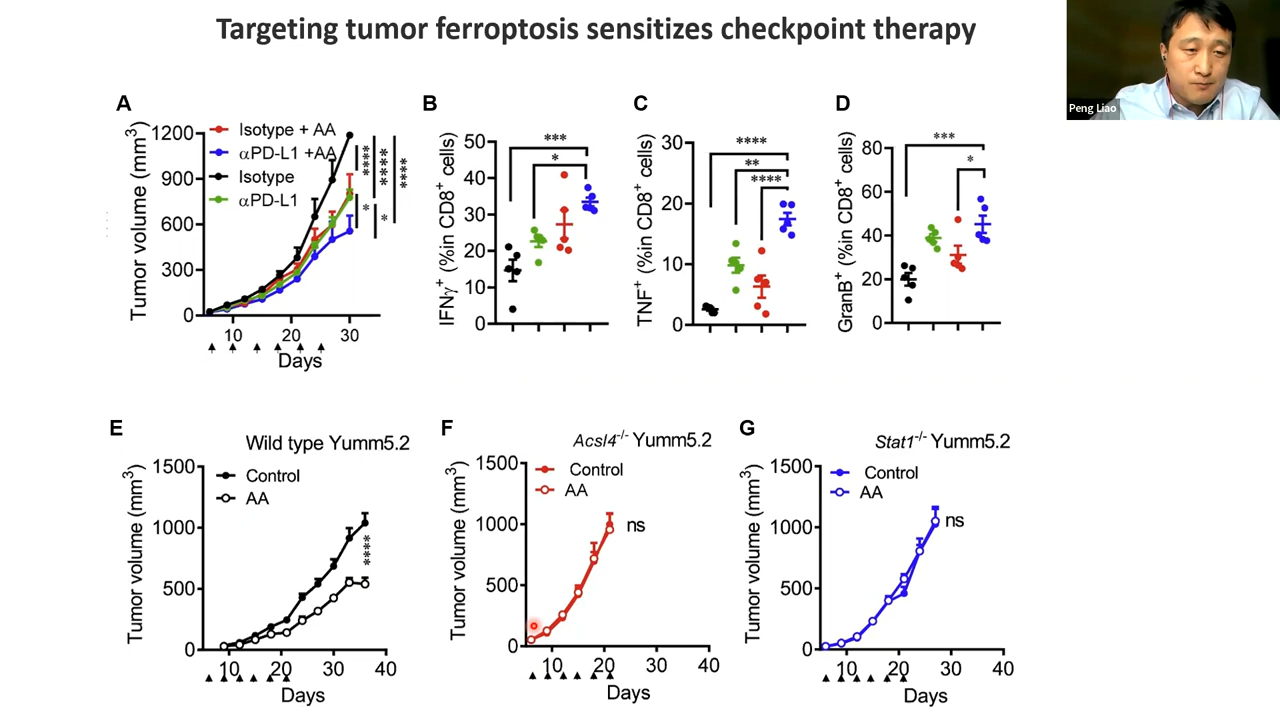 Targeting tumor ferroptosis sensitizes checkpoint therapy
Peng Liao
A
Tumor volume (mm³)
1200
900
600
300
0
10
20
30
Days
Isotype + AA
αPD-L1 +AA
Isotype
αPD-L1
****
****
****
*
*
B
IFNγ⁺ (%in CD8⁺ cells)
50
40
30
20
10
0
***
*
C
TNF⁺ (%in CD8⁺ cells)
30
20
10
0
****
**
****
D
GranB⁺ (%in CD8⁺ cells)
80
60
40
20
0
***
*
E
Wild type Yumm5.2
Tumor volume (mm³)
1500
1000
500
0
Control
AA
****
10
20
30
40
Days
F
Acsl4⁻/⁻ Yumm5.2
Tumor volume (mm³)
1500
1000
500
0
Control
AA
ns
10
20
30
40
Days
G
Stat1⁻/⁻ Yumm5.2
Tumor volume (mm³)
1500
1000
500
0
Control
AA
ns
10
20
30
40
Days